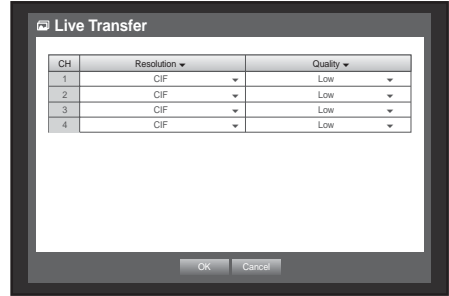 Live Transfer
CH Resolution Quality
1 CIF Low
2 CIF Low
3 CIF Low
4 CIF Low
OK Cancel